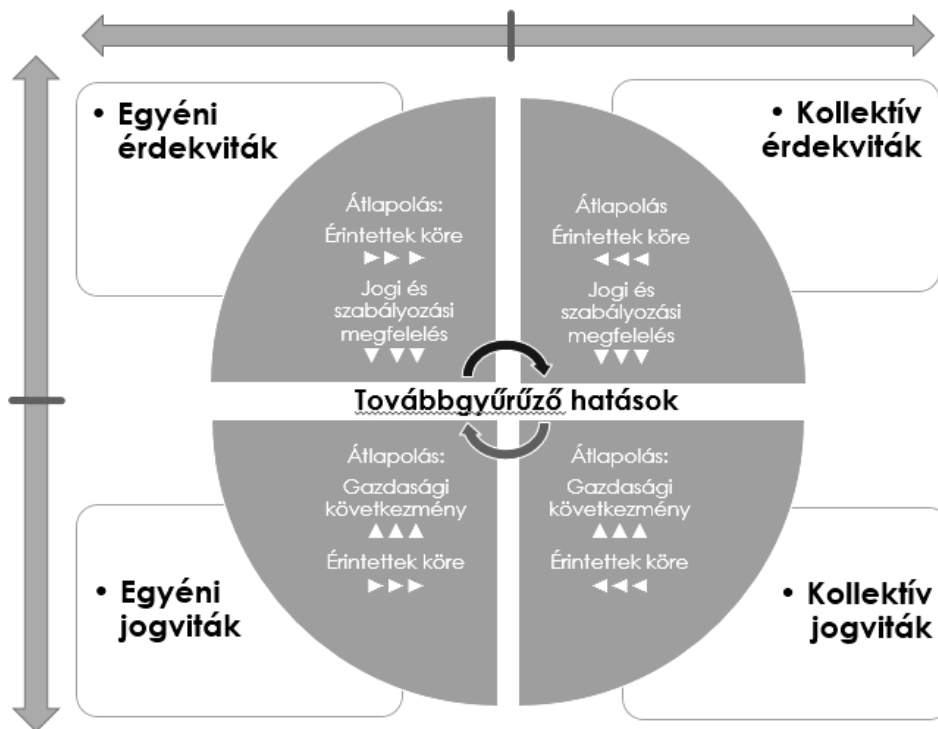 • Egyéni
érdekviták
• Kollektív
érdekviták
Átlapolás:
Érintettek köre
►► ►
Jogi és
szabályozási
megfelelés
▼ ▼▼
Átlapolás
Érintettek köre
◄◄◄
Jogi és
szabályozási
megfelelés
▼▼▼
Továbbgyűrűző hatások
Átlapolás:
Gazdasági
következmény
▲▲▲
Érintettek köre
►►►
Átlapolás:
Gazdasági
következmény
▲▲▲
Érintettek köre
◄◄◄
• Egyéni
jogviták
• Kollektív
jogviták